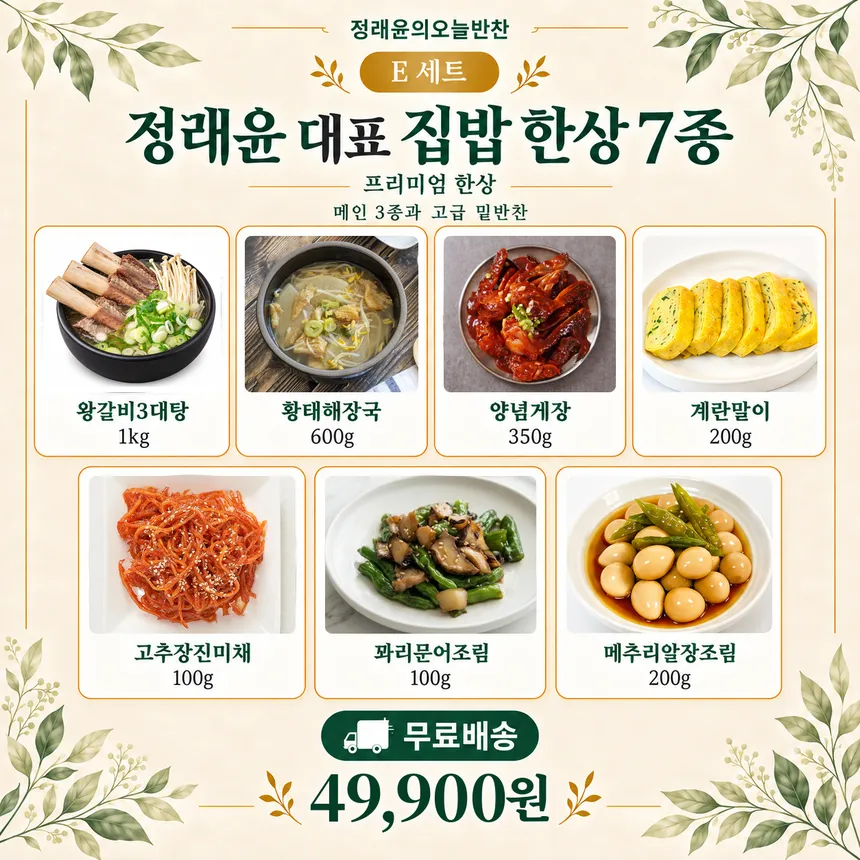 정래윤의오늘반찬
E 세트
정래윤 대표 집밥 한상 7종
프리미엄 한상
메인 3종과 고급 밑반찬
왕갈비3대탕
1kg
황태해장국
600g
양념게장
350g
계란말이
200g
고추장진미채
100g
꽈리문어조림
100g
메추리알장조림
200g
무료배송
49,900원